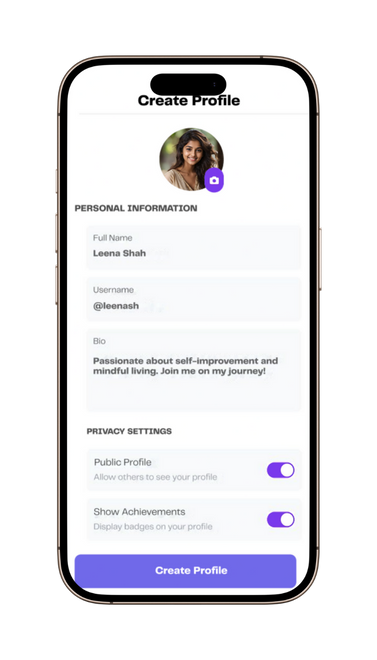 Create Profile
PERSONAL INFORMATION
Full Name
Leena Shah
Username
@leenash
Bio
Passionate about self-improvement and
mindful living. Join me on my journey!
PRIVACY SETTINGS
Public Profile
Allow others to see your profile
Show Achievements
Display badges on your profile
Create Profile